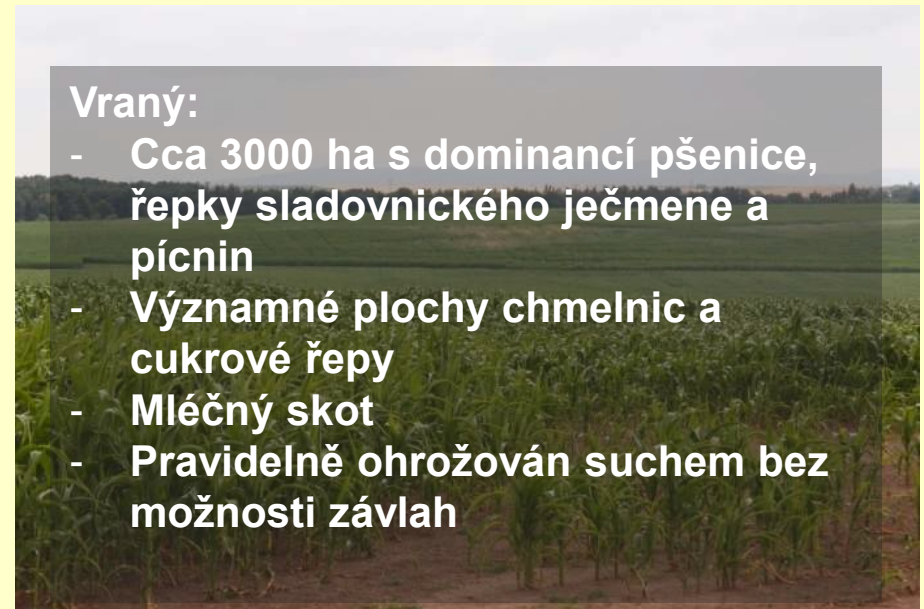 Vraný:
- Cca 3000 ha s dominancí pšenice,
řepky sladovnického ječmene a
pícnin
- Významné plochy chmelnic a
cukrové řepy
- Mléčný skot
- Pravidelně ohrožován suchem bez
možnosti závlah